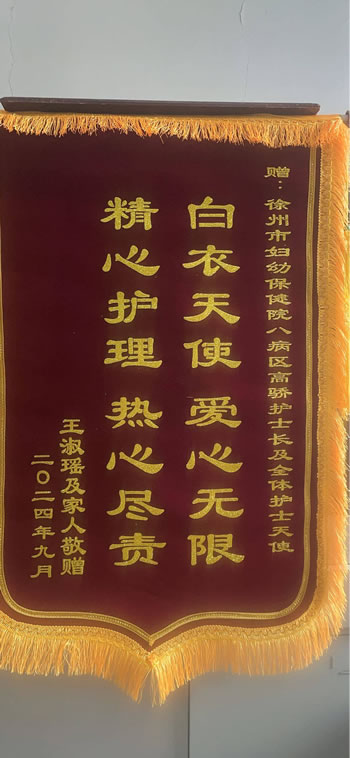 赠：徐州市妇幼保健院八病区高骄护士长及全体护士天使
白衣天使 爱心无限
精心护理 热心尽责
王淑瑶及家人敬赠
二〇二四年九月